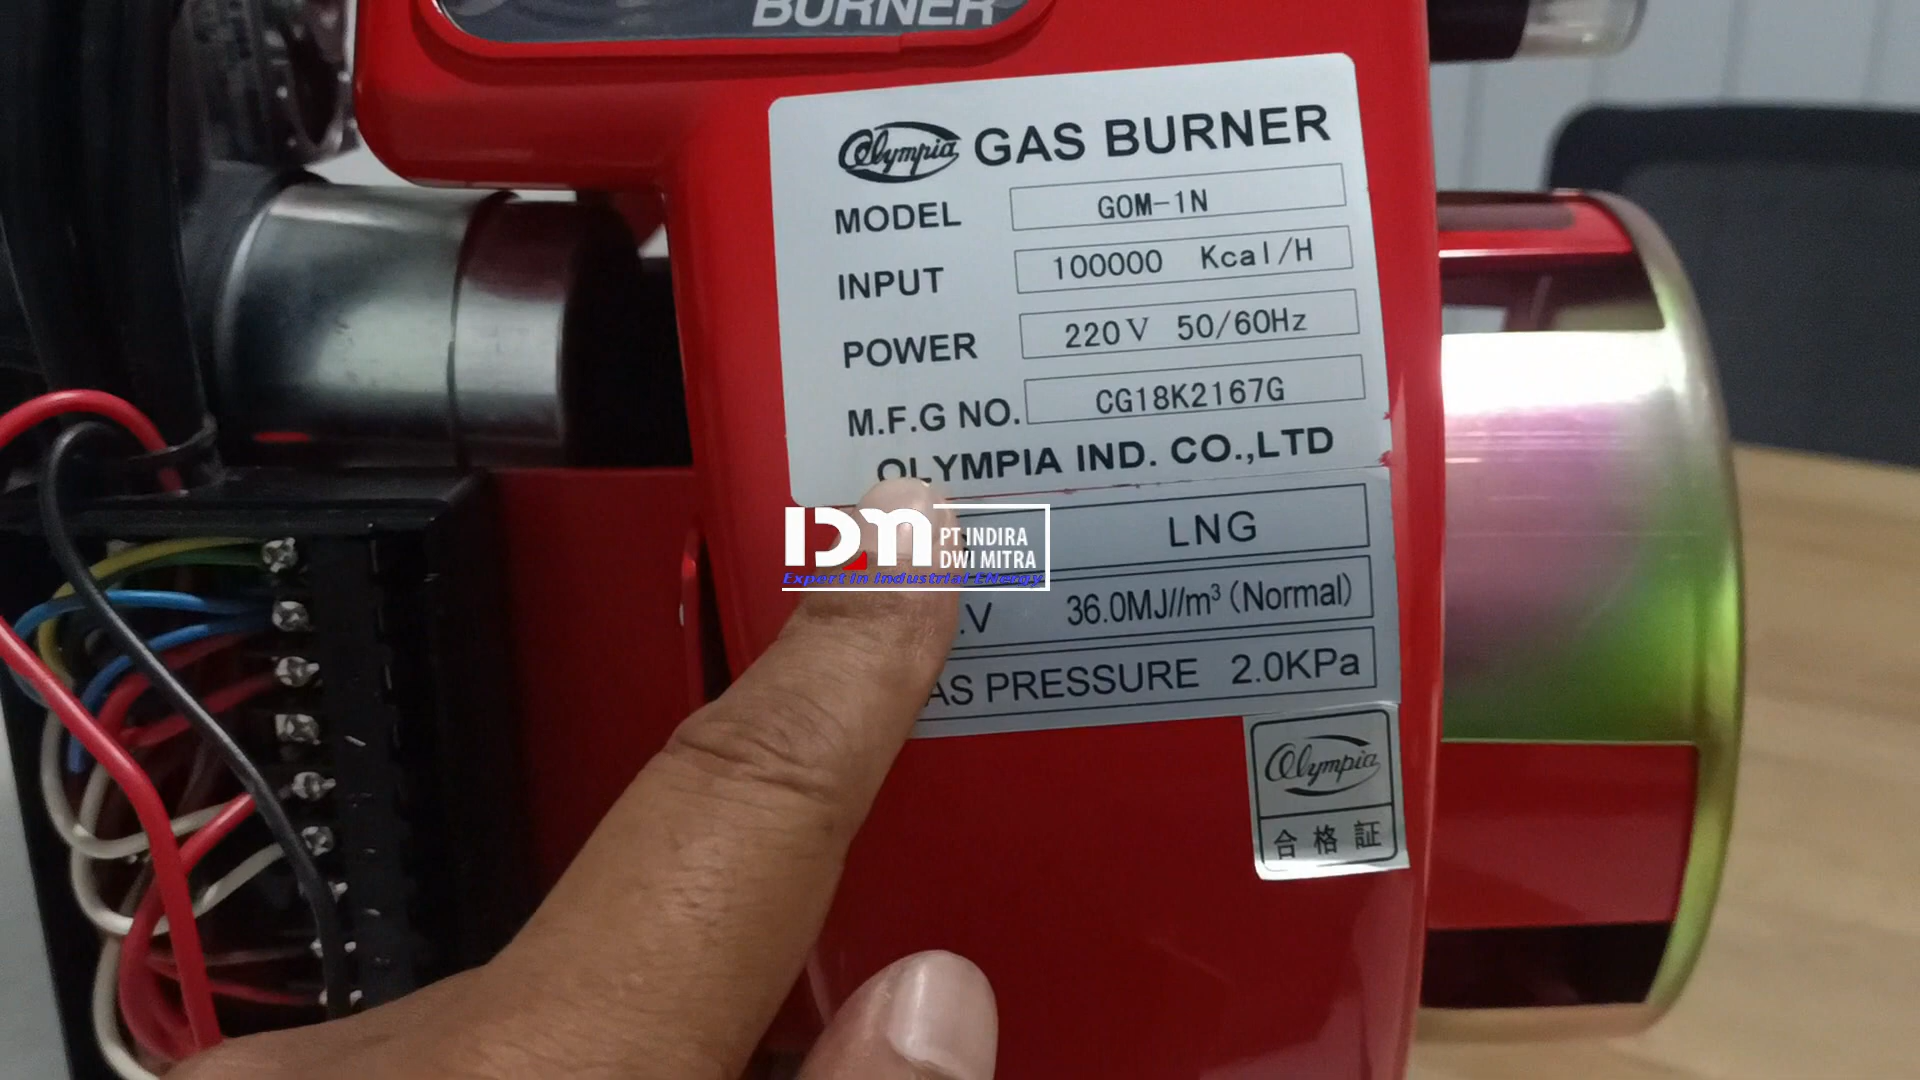 BURNER
Olympia GAS BURNER
MODEL GOM-1N
INPUT 100000 Kcal/H
POWER 220V 50/60Hz
M.F.G NO. CG18K2167G
OLYMPIA IND. CO.,LTD
LNG
IDM PT INDIRA
DWI MITRA
Expert in Industrial ENergy
.V 36.0MJ//m³ (Normal)
AS PRESSURE 2.0KPa
Olympia
合格証